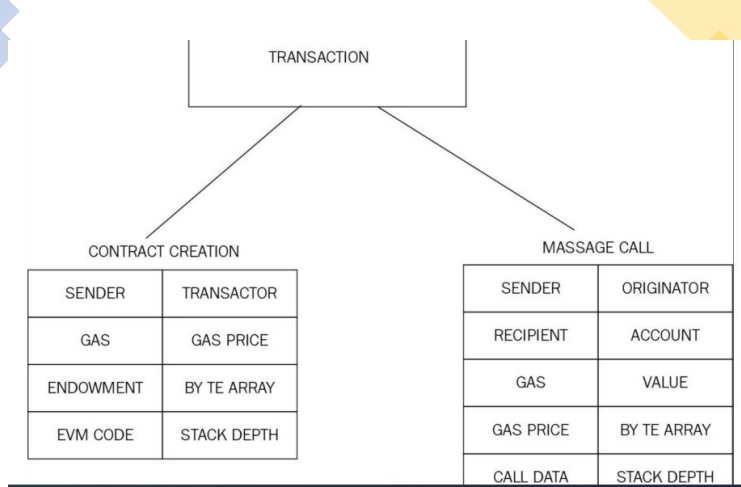 TRANSACTION
CONTRACT CREATION
SENDER TRANSACTOR
GAS GAS PRICE
ENDOWMENT BY TE ARRAY
EVM CODE STACK DEPTH
MASSAGE CALL
SENDER ORIGINATOR
RECIPIENT ACCOUNT
GAS VALUE
GAS PRICE BY TE ARRAY
CALL DATA STACK DEPTH